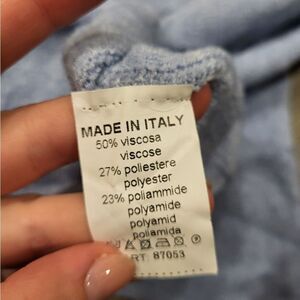 MADE IN ITALY
50% viscosa
viscose
27% poliestere
polyester
23% poliammide
polyamide
polyamid
poliamida
ART. 87053